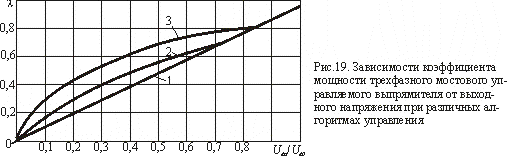 λ
0,8
0,6
0,4
0,2
0
3
2
1
0,1 0,2 0,3 0,4 0,5 0,6 0,7 0,8
Рис.19. Зависимости коэффициента
мощности трехфазного мостового уп-
равляемого выпрямителя от выход-
ного напряжения при различных ал-
горитмах управления